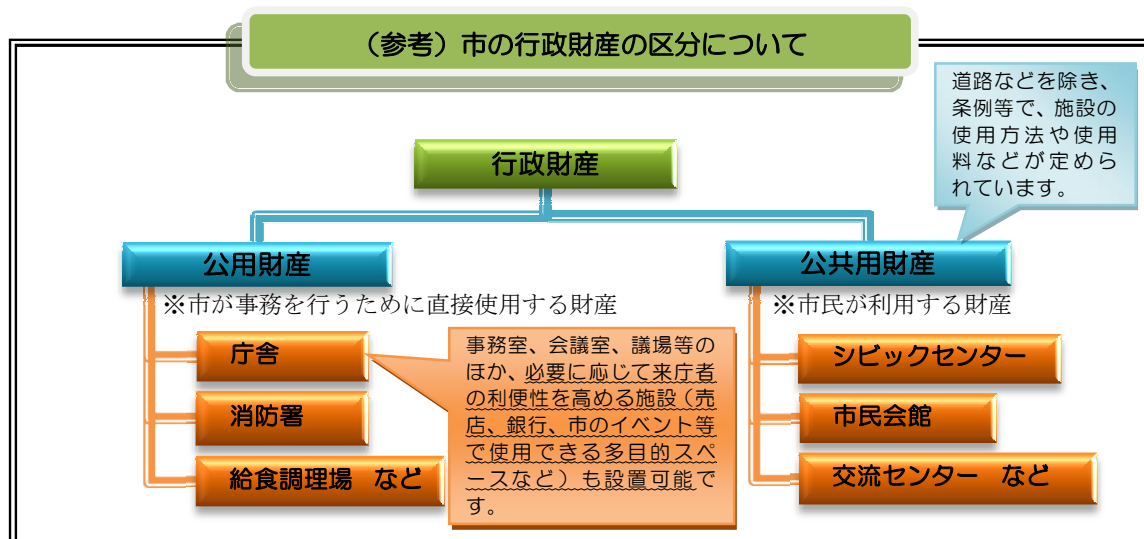 （参考）市の行政財産の区分について
道路などを除き、
条例等で、施設の
使用方法や使用
料などが定めら
れています。
行政財産
公用財産
※市が事務を行うために直接使用する財産
庁舎
消防署
給食調理場　など
事務室、会議室、議場等の
ほか、必要に応じて来庁者
の利便性を高める施設（売
店、銀行、市のイベント等
で使用できる多目的スペ
ースなど）も設置可能で
す。
公共用財産
※市民が利用する財産
シビックセンター
市民会館
交流センター　など